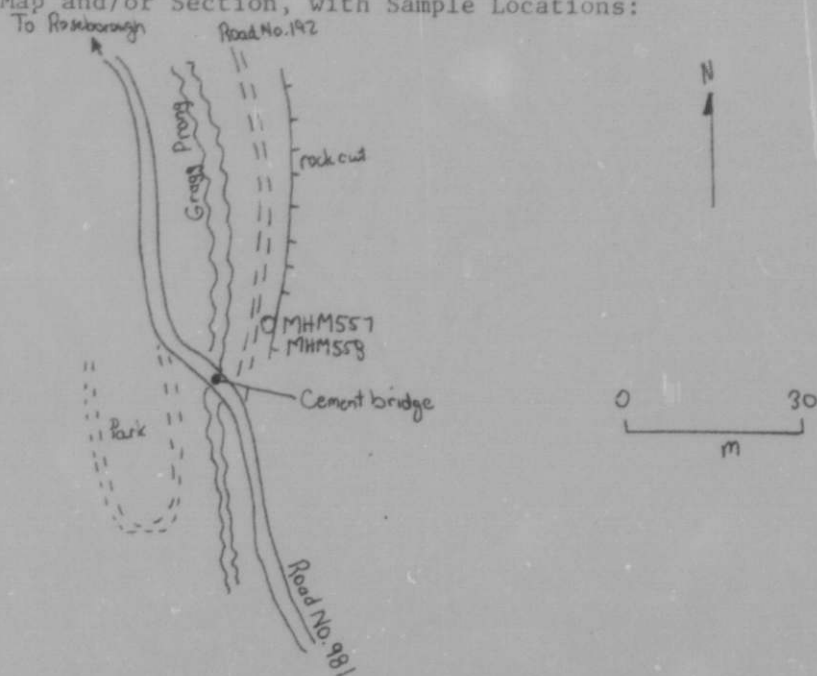 Map and/or Section, with Sample Locations:
To Roseborough
Road No. 192
N
Gragg Prong
rock cut
MHM557
MHM558
Cement bridge
0 30
m
Park
Road No. 981